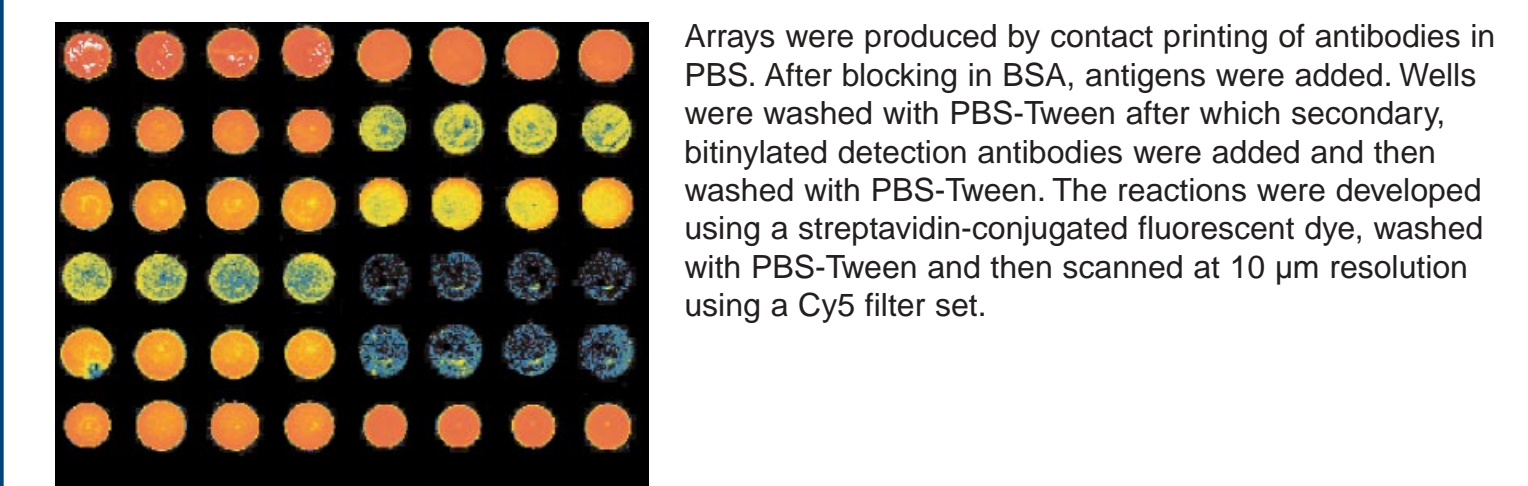 Arrays were produced by contact printing of antibodies in
PBS. After blocking in BSA, antigens were added. Wells
were washed with PBS-Tween after which secondary,
bitinylated detection antibodies were added and then
washed with PBS-Tween. The reactions were developed
using a streptavidin-conjugated fluorescent dye, washed
with PBS-Tween and then scanned at 10 µm resolution
using a Cy5 filter set.